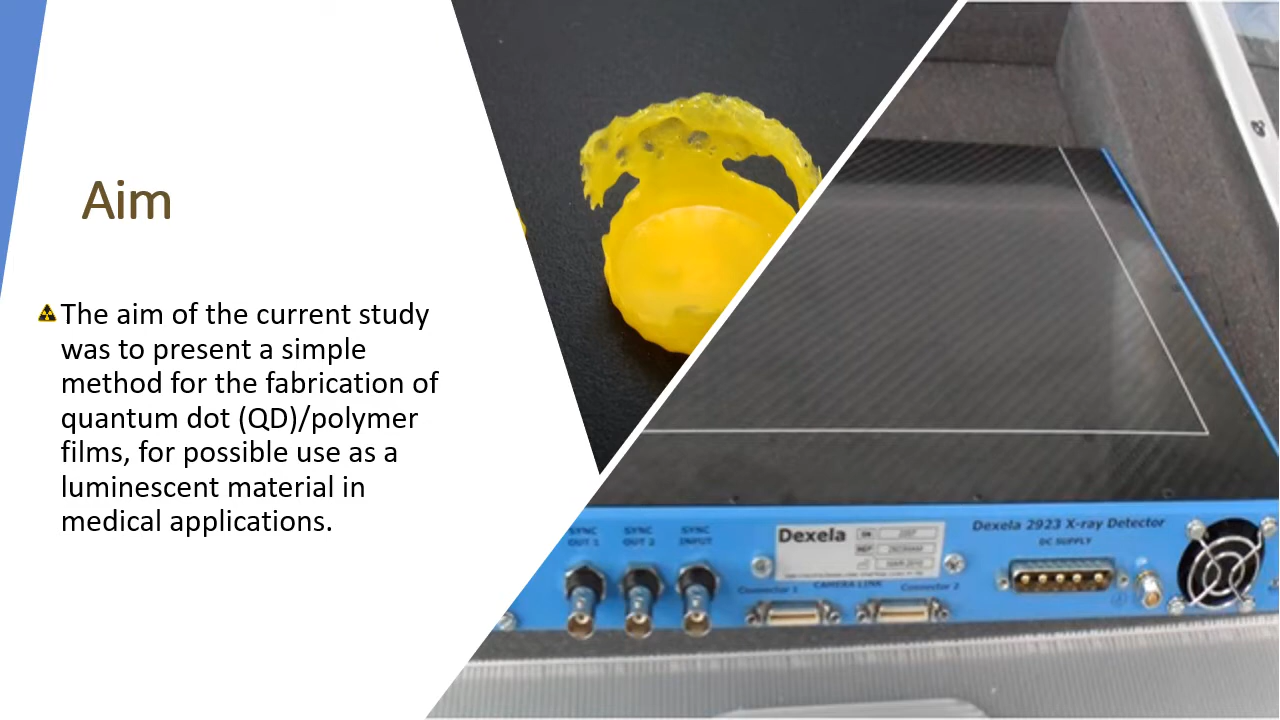 Aim
The aim of the current study
was to present a simple
method for the fabrication of
quantum dot (QD)/polymer
films, for possible use as a
luminescent material in
medical applications.
SYNC
OUT 1
SYNC
OUT 2
SYNC
INPUT
Dexela
SN
REF
Dexela 2923 X-ray Detector
DC SUPPLY
CAMERA LINK
Connector 1
Connector 2